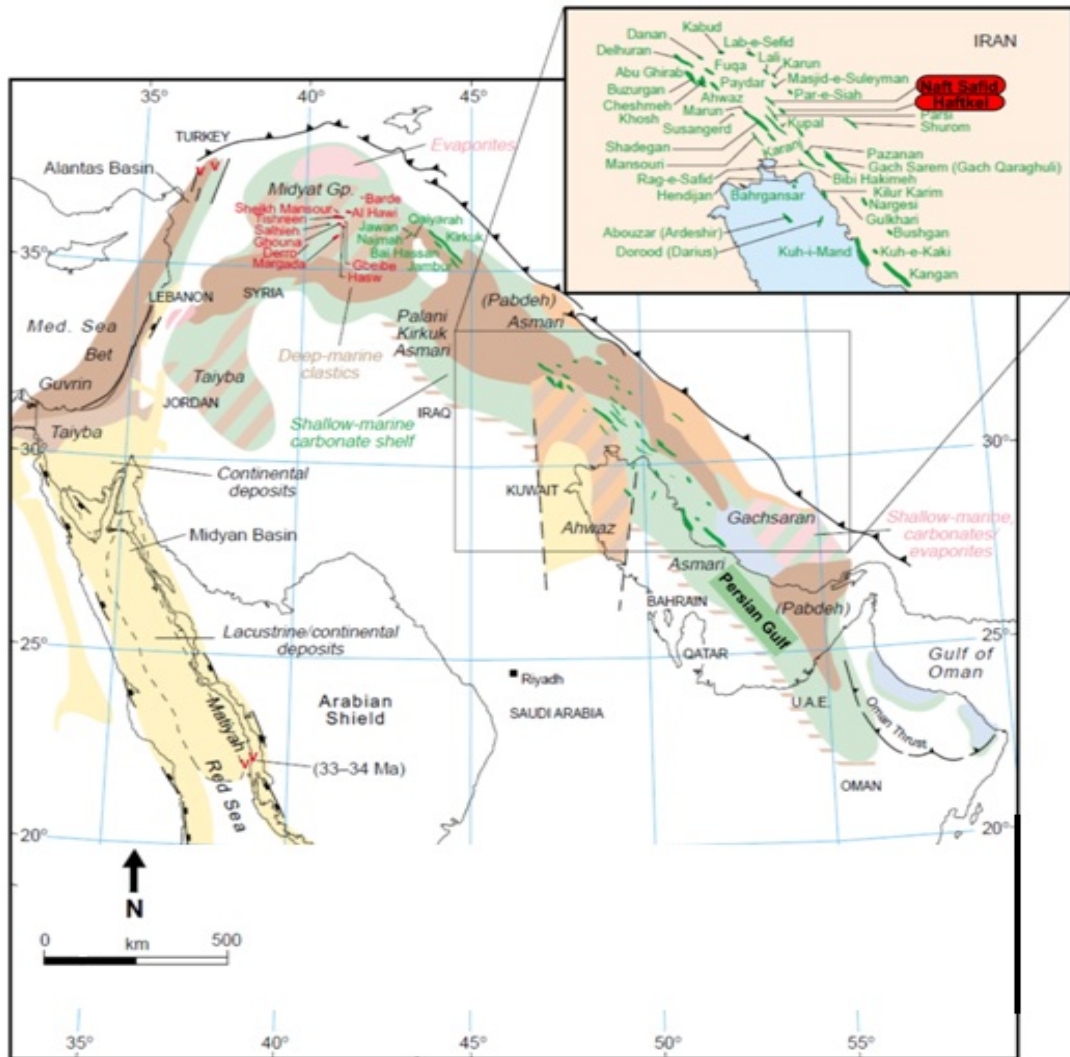 Kabud
Danan
Lab-e-Sefid
IRAN
Delhuran
Lali
Fuqa
Karun
Abu Ghirab
Paydar
Masjid-e-Suleyman
Naft Safid
Buzurgan
Par-e-Siah
Ahwaz
Haftkel
Cheshmeh
Khosh
Marun
Parsi
Kupal
Shurom
Susangerd
Shadegan
Karanj
Pazanan
Mansouri
Gach Sarem (Gach Qaraghuli)
Rag-e-Safid
Bibi Hakimeh
Hendijan
Bahrgansar
Kilur Karim
Nargesi
Gulkhari
Abouzar (Ardeshir)
Bushgan
Dorood (Darius)
Kuh-i-Mand
Kuh-e-Kaki
Kangan
35°
40°
45°
TURKEY
Alantas Basin
Evaporites
Midyat Gp.
Barde
Sheikh Mansour
Al Hawi
Tishreen
Jawan
Qaiyarah
Salhieh
Najmah
Kirkuk
Ghouna
Bai Hassan
Derro
Gbeibe
Jambur
Margada
Hasw
35°
LEBANON
SYRIA
(Pabdeh)
Asmari
Med. Sea
Palani
Kirkuk
Asmari
Bet
Guvrin
Deep-marine
clastics
Taiyba
JORDAN
IRAQ
Shallow-marine
carbonate shelf
Taiyba
30°
30°
Continental
deposits
KUWAIT
Midyan Basin
Ahwaz
Gachsaran
Shallow-marine,
carbonates/
evaporites
Asmari
BAHRAIN
Persian Gulf
(Pabdeh)
25°
25°
Lacustrine/continental
deposits
QATAR
Gulf of
Oman
Riyadh
U.A.E.
Arabian
Shield
SAUDI ARABIA
Oman Thrust
Matiyah
(33–34 Ma)
Red Sea
OMAN
20°
20°
N
0
km
500
35°
40°
45°
50°
55°